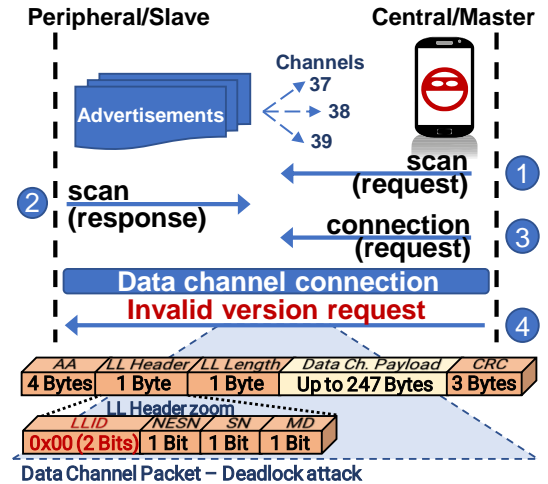 Peripheral/Slave
Central/Master
Channels
37
Advertisements
38
39
scan
(request)
1
2
scan
(response)
connection
(request)
3
Data channel connection
Invalid version request
4
AA LL Header LL Length Data Ch. Payload CRC
4 Bytes 1 Byte 1 Byte Up to 247 Bytes 3 Bytes
LL Header zoom
LLID NESN SN MD
0x00 (2 Bits) 1 Bit 1 Bit 1 Bit
Data Channel Packet – Deadlock attack